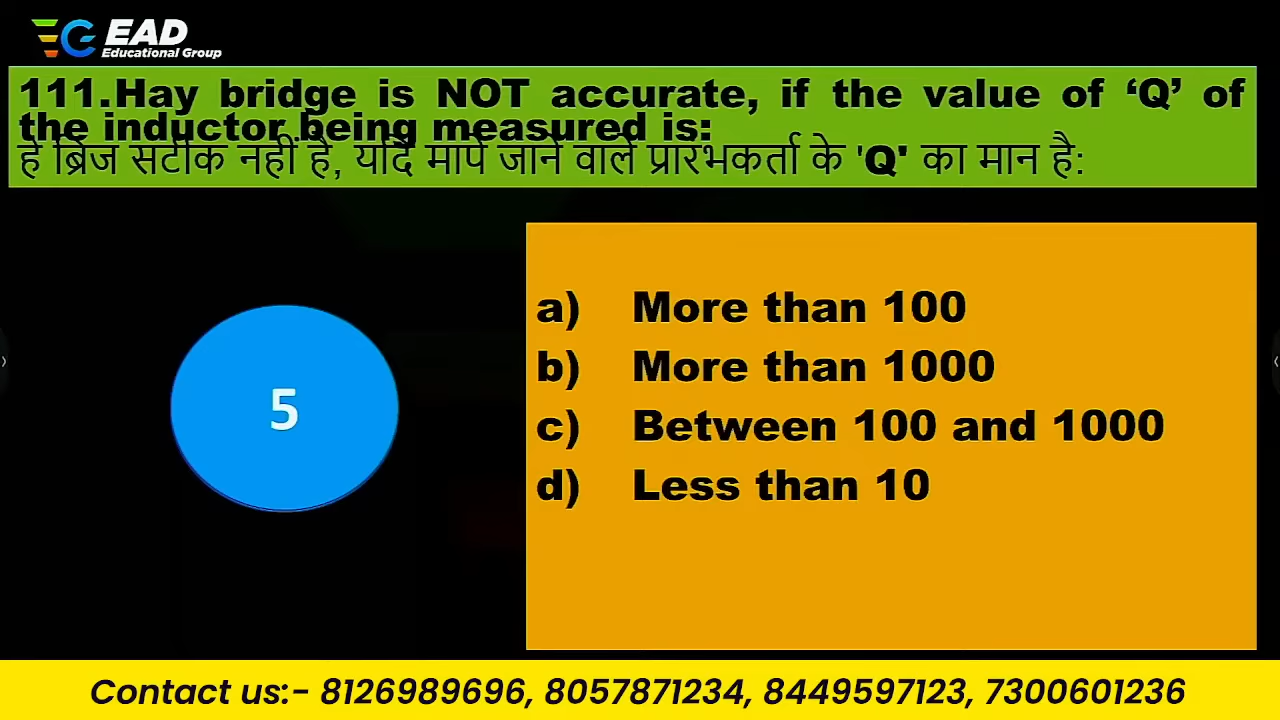 EAD
Educational Group
111.Hay bridge is NOT accurate, if the value of ‘Q’ of
the inductor being measured is:
हे ब्रिज सटीक नहीं है, यदि मापे जाने वाले प्रारंभकर्ता के 'Q' का मान है:
5
a) More than 100
b) More than 1000
c) Between 100 and 1000
d) Less than 10
Contact us:- 8126989696, 8057871234, 8449597123, 7300601236